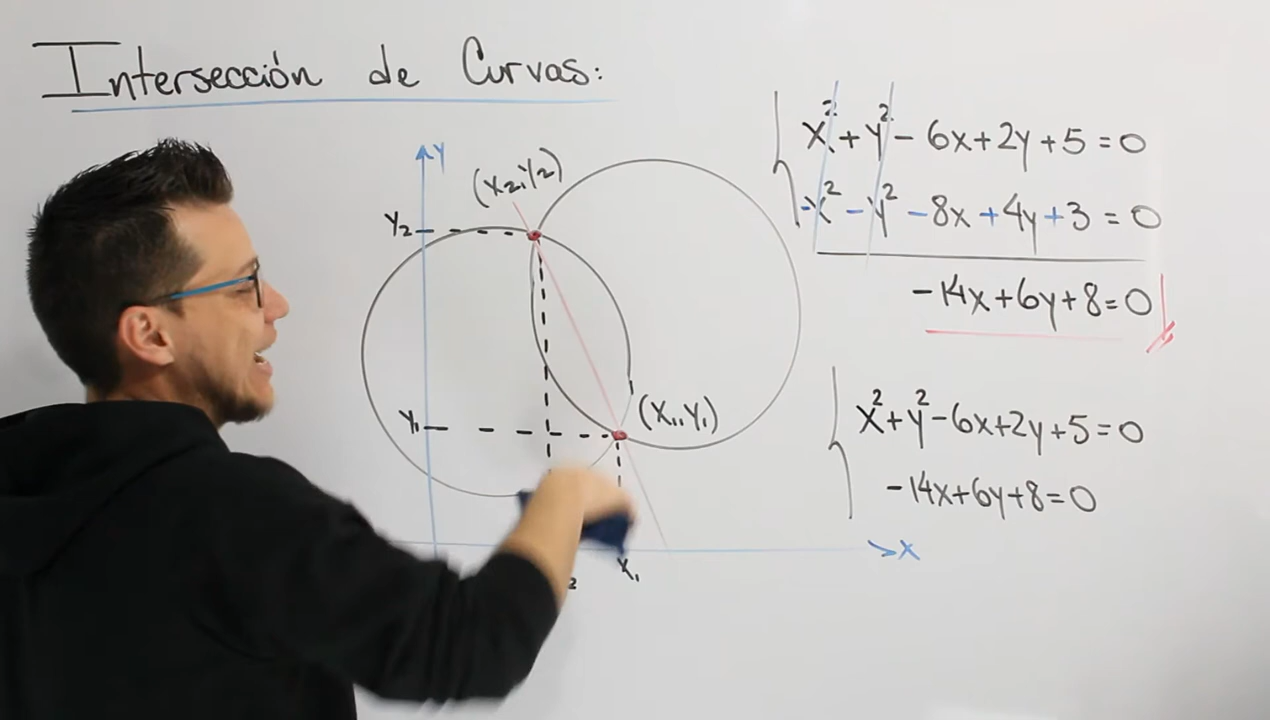 Intersección de Curvas:
Y
(X₂,Y₂)
Y₂
Y₁
(X₁,Y₁)
₂
X₁
X
X² + Y² - 6x + 2y + 5 = 0
-X² - Y² - 8x + 4y + 3 = 0
-14x + 6y + 8 = 0
X² + Y² - 6x + 2y + 5 = 0
-14x + 6y + 8 = 0